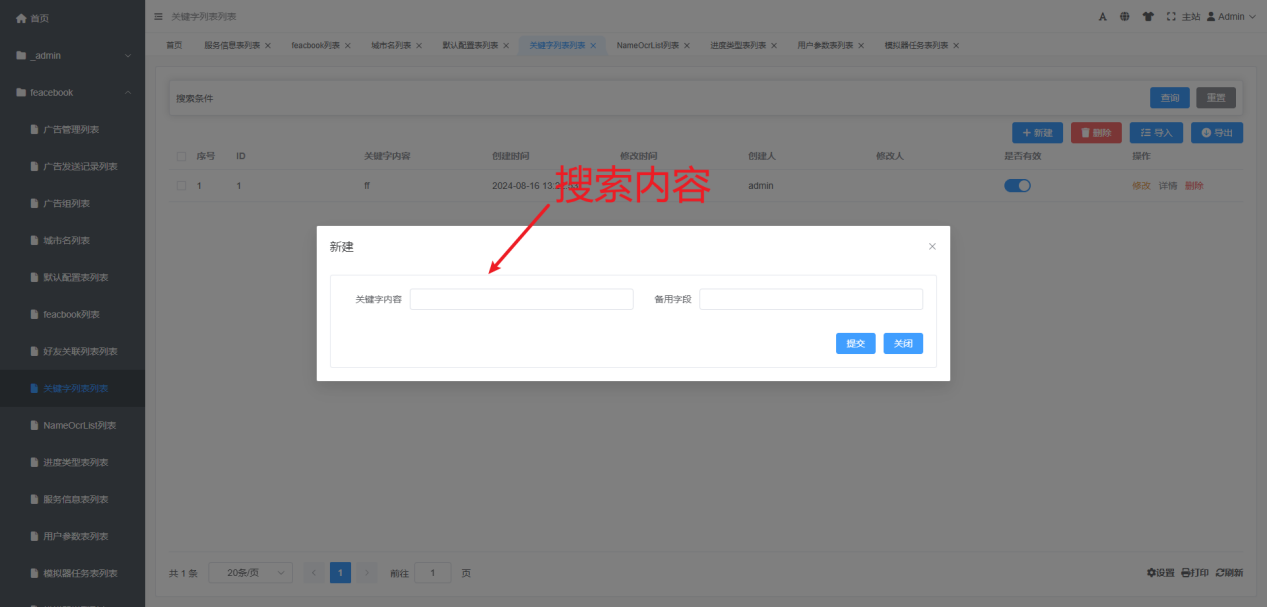 首页
_admin
feacebook
广告管理列表
广告发送记录列表
广告组列表
城市名列表
默认配置表列表
feacbook列表
好友关联列表列表
关键字列表列表
NameOcrList列表
进度类型表列表
服务信息表列表
用户参数表列表
模拟器任务表列表
关键字列表列表
主站 Admin
首页 服务信息表列表 feacbook列表 城市名列表 默认配置表列表 关键字列表列表 NameOcrList列表 进度类型表列表 用户参数表列表 模拟器任务表列表
搜索条件 查询 重置
新建 删除 导入 导出
序号 ID 关键字内容 创建时间 修改时间 创建人 修改人 是否有效 操作
1 1 ff 2024-08-16 13:2 admin 修改 详情 删除
搜索内容
新建
关键字内容 备用字段
提交 关闭
共 1 条 20条/页 1 前往 1 页 设置 打印 刷新